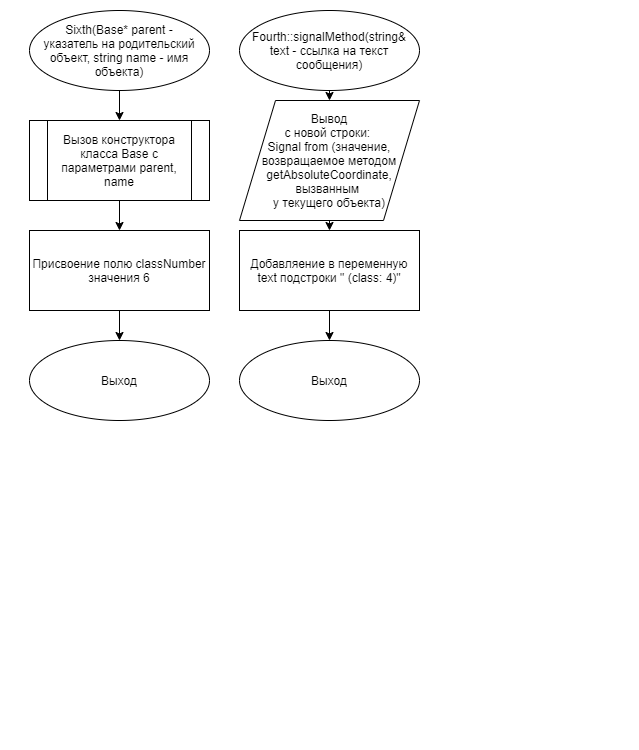 Sixth(Base* parent -
указатель на родительский
объект, string name - имя
объекта)
Вызов конструктора
класса Base с
параметрами parent,
name
Присвоение полю classNumber
значения 6
Выход
Fourth::signalMethod(string&
text - ссылка на текст
сообщения)
Вывод
с новой строки:
Signal from (значение,
возвращаемое методом
getAbsoluteCoordinate,
вызванным
у текущего объекта)
Добавляение в переменную
text подстроки " (class: 4)"
Выход